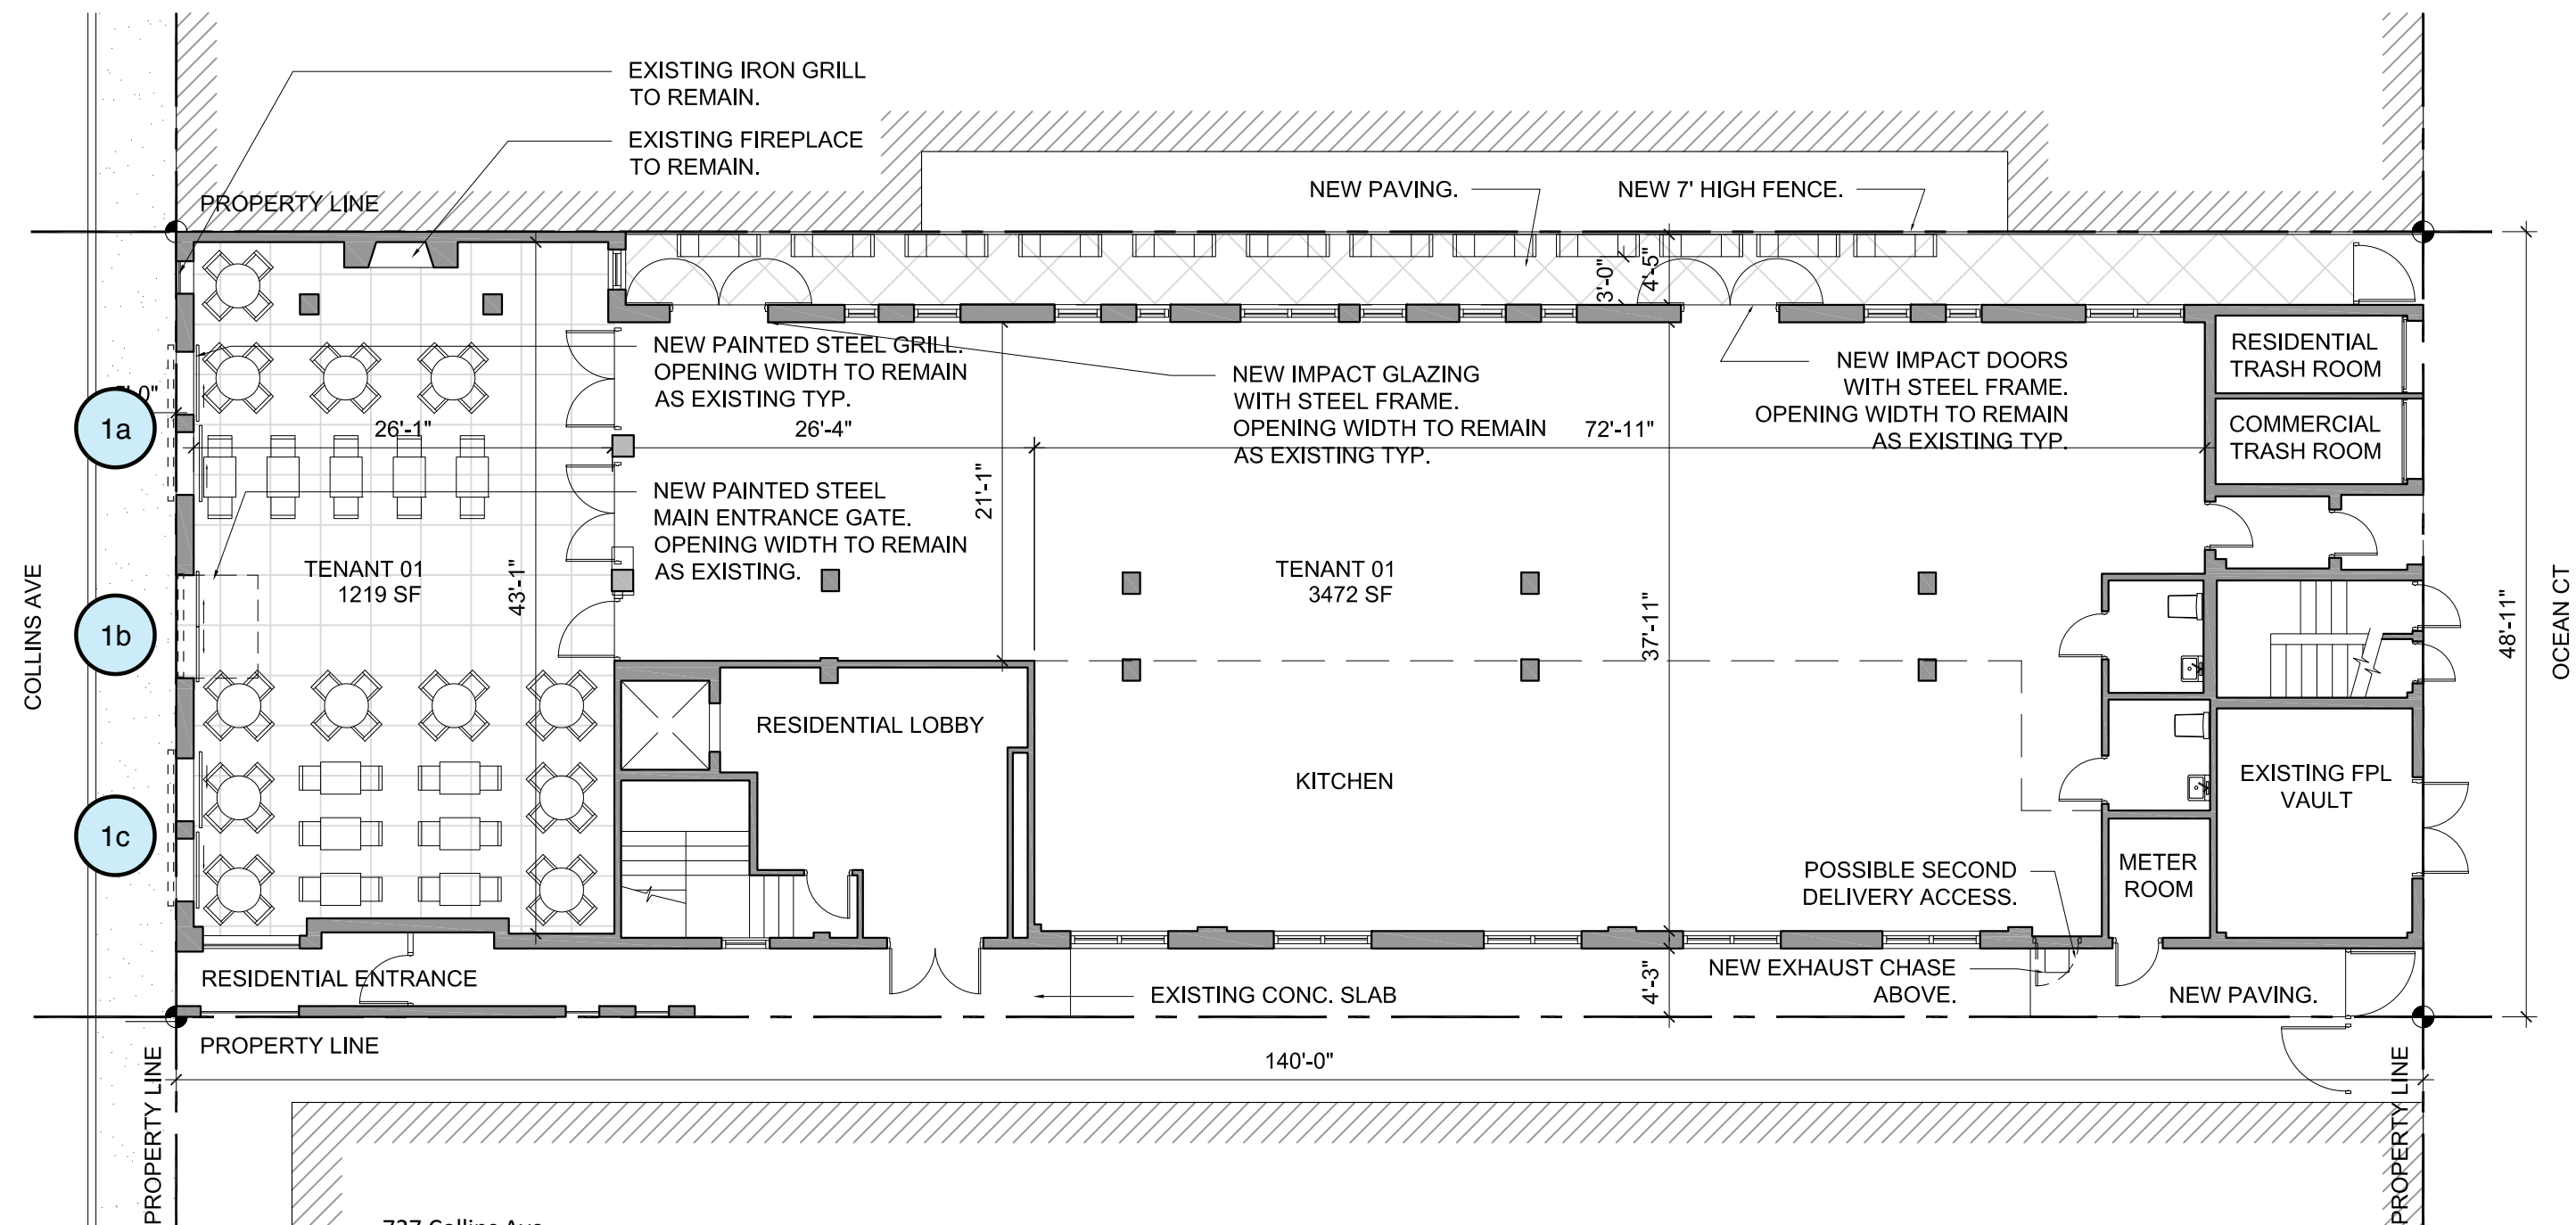 EXISTING IRON GRILL
TO REMAIN.
EXISTING FIREPLACE
TO REMAIN.
PROPERTY LINE
NEW PAVING.
NEW 7' HIGH FENCE.
3'-0"
4'-5"
NEW PAINTED STEEL GRILL.
OPENING WIDTH TO REMAIN
AS EXISTING TYP.
NEW IMPACT GLAZING
WITH STEEL FRAME.
OPENING WIDTH TO REMAIN
AS EXISTING TYP.
NEW IMPACT DOORS
WITH STEEL FRAME.
OPENING WIDTH TO REMAIN
AS EXISTING TYP.
RESIDENTIAL
TRASH ROOM
COMMERCIAL
TRASH ROOM
1a
26'-1"
26'-4"
72'-11"
21'-1"
NEW PAINTED STEEL
MAIN ENTRANCE GATE.
OPENING WIDTH TO REMAIN
AS EXISTING.
TENANT 01
1219 SF
43'-1"
TENANT 01
3472 SF
37'-11"
COLLINS AVE
1b
48'-11"
OCEAN CT
RESIDENTIAL LOBBY
KITCHEN
EXISTING FPL
VAULT
1c
METER
ROOM
POSSIBLE SECOND
DELIVERY ACCESS.
RESIDENTIAL ENTRANCE
EXISTING CONC. SLAB
4'-3"
NEW EXHAUST CHASE
ABOVE.
NEW PAVING.
PROPERTY LINE
140'-0"
PROPERTY LINE
PROPERTY LINE
737 Collins Ave